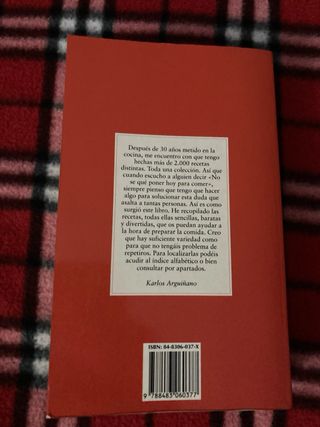 Después de 30 años metido en la
cocina, me encuentro con que tengo
hechas más de 2.000 recetas
distintas. Toda una colección. Así que
cuando escucho a alguien decir «No
se qué poner hoy para comer»,
siempre pienso que tengo que hacer
algo para solucionar esta duda que
asalta a tantas personas. Así es como
surgió este libro. He recopilado las
recetas, todas ellas sencillas, baratas
y divertidas, que os puedan ayudar a
la hora de preparar la comida. Creo
que hay suficiente variedad como
para que no tengáis problema de
repetiros. Para localizarlas podéis
acudir al índice alfabético o bien
consultar por apartados.
Karlos Arguiñano
ISBN: 84-8306-037-X
9 788483 060377